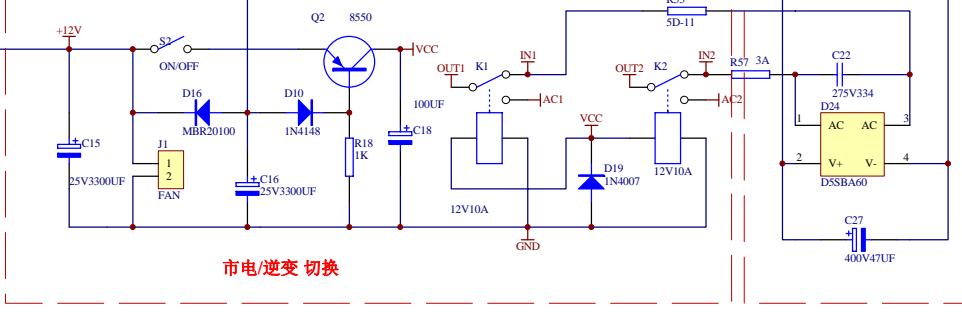 R55
5D-11
Q2 8550
+12V
S2
ON/OFF
VCC
IN1
OUT1
K1
AC1
IN2
OUT2
K2
AC2
R57 3A
C22
275V334
D16
MBR20100
D10
1N4148
100UF
C18
D24
1 AC AC 3
2 V+ V- 4
D5SBA60
C15
25V3300UF
J1
1
2
FAN
C16
25V3300UF
R18
1K
VCC
D19
1N4007
12V10A
12V10A
GND
C27
400V47UF
市电/逆变 切换